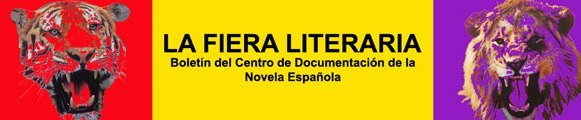 LA FIERA LITERARIA
Boletín del Centro de Documentación de la
Novela Española